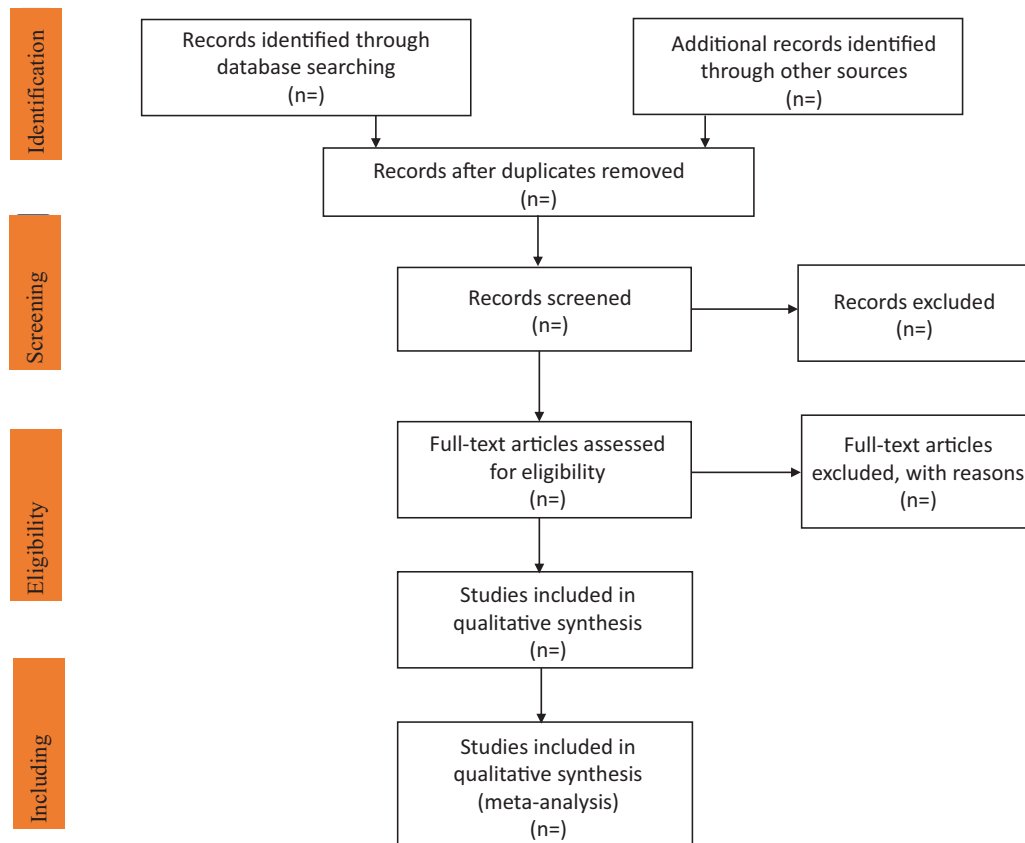 Identification
Records identified through
database searching
(n=)
Additional records identified
through other sources
(n=)
Records after duplicates removed
(n=)
Screening
Records screened
(n=)
Records excluded
(n=)
Eligibility
Full-text articles assessed
for eligibility
(n=)
Full-text articles
excluded, with reasons
(n=)
Studies included in
qualitative synthesis
(n=)
Including
Studies included in
qualitative synthesis
(meta-analysis)
(n=)